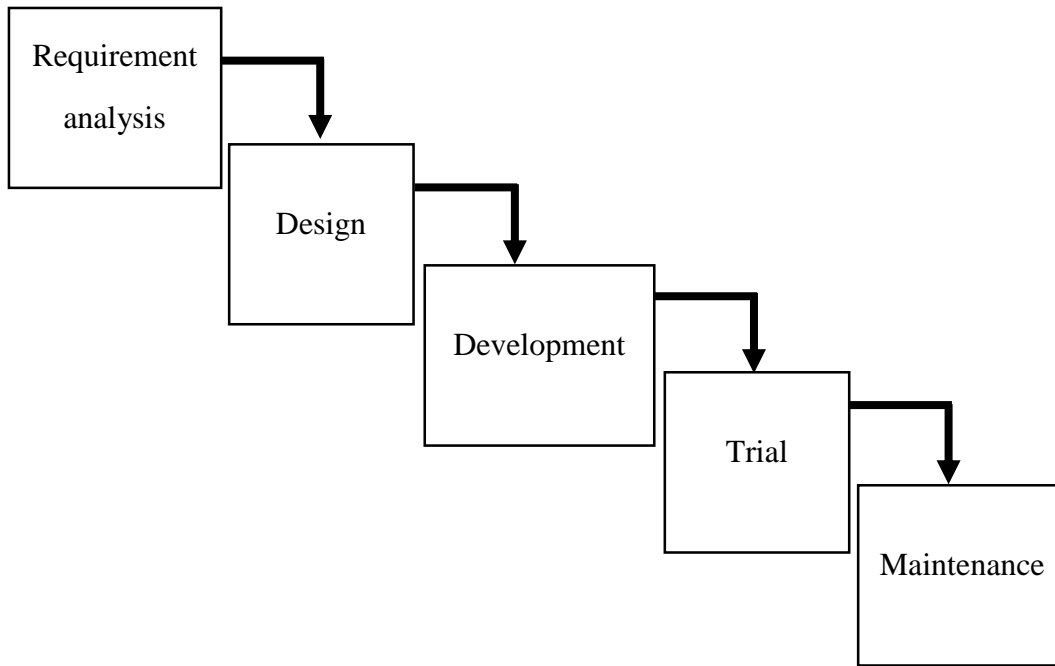 Requirement
analysis
Design
Development
Trial
Maintenance